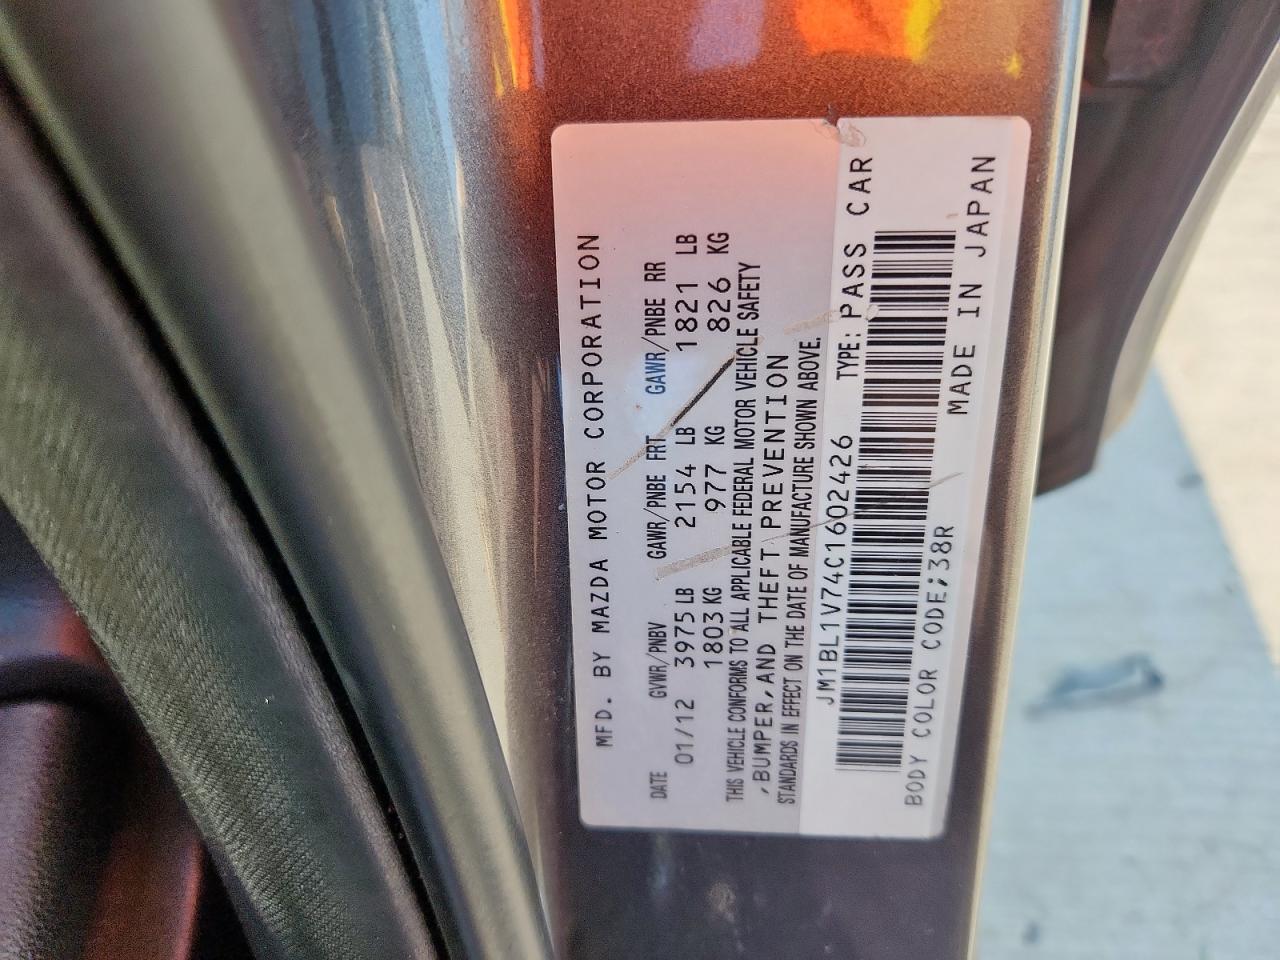 MFD. BY MAZDA MOTOR CORPORATION
DATE GVWR/PNBV GAWR/PNBE FRT GAWR/PNBE RR
01/12 3975 LB 2154 LB 1821 LB
1803 KG 977 KG 826 KG
THIS VEHICLE CONFORMS TO ALL APPLICABLE FEDERAL MOTOR VEHICLE SAFETY
,BUMPER,AND THEFT PREVENTION
STANDARDS IN EFFECT ON THE DATE OF MANUFACTURE SHOWN ABOVE.
JM1BL1V74C1602426 TYPE:PASS CAR
BODY COLOR CODE;38R MADE IN JAPAN